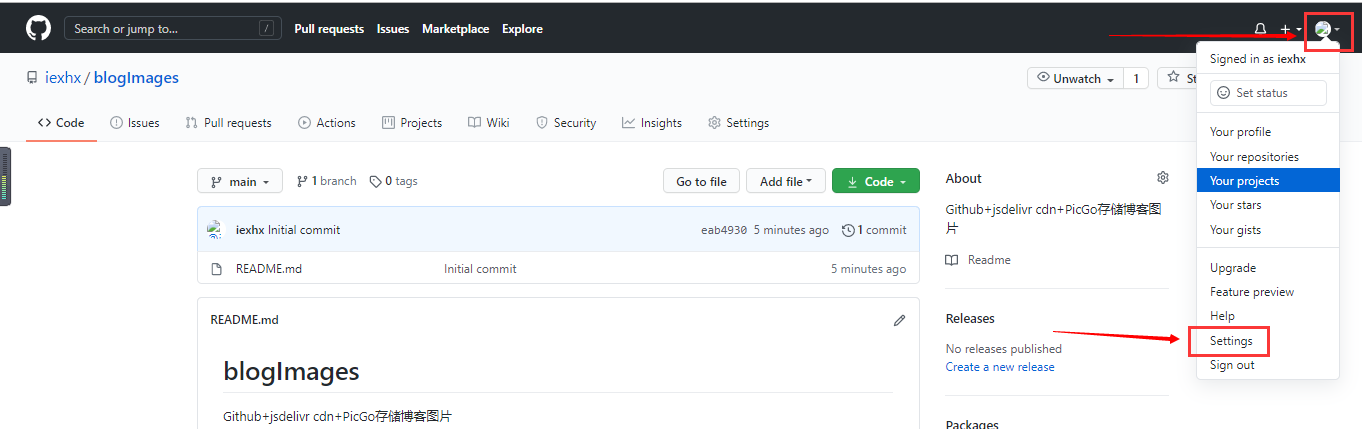 Search or jump to... /
Pull requests Issues Marketplace Explore
Signed in as iexhx
Set status
Your profile
Your repositories
Your projects
Your stars
Your gists
Upgrade
Feature preview
Help
Settings
Sign out
iexhx / blogImages
Unwatch 1
Code Issues Pull requests Actions Projects Wiki Security Insights Settings
main 1 branch 0 tags
Go to file Add file Code
iexhx Initial commit eab4930 5 minutes ago 1 commit
README.md Initial commit 5 minutes ago
README.md
blogImages
Github+jsdelivr cdn+PicGo存储博客图片
About
Github+jsdelivr cdn+PicGo存储博客图
片
Readme
Releases
No releases published
Create a new release
Packages